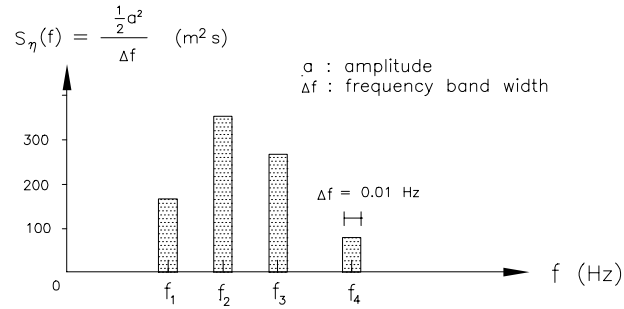 S_η(f) = ½a² / Δf (m² s)
a : amplitude
Δf : frequency band width
300
200
100
Δf = 0.01 Hz
0
f₁ f₂ f₃ f₄ f (Hz)